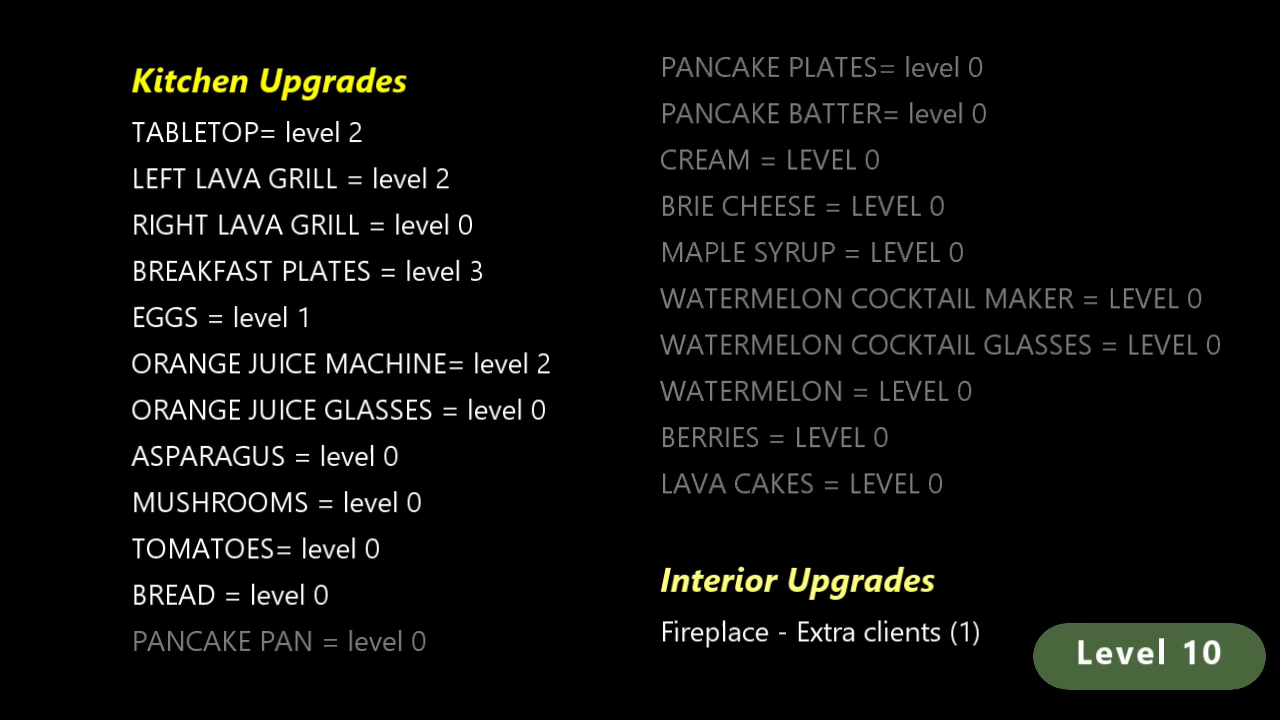 Kitchen Upgrades
TABLETOP= level 2
LEFT LAVA GRILL = level 2
RIGHT LAVA GRILL = level 0
BREAKFAST PLATES = level 3
EGGS = level 1
ORANGE JUICE MACHINE= level 2
ORANGE JUICE GLASSES = level 0
ASPARAGUS = level 0
MUSHROOMS = level 0
TOMATOES= level 0
BREAD = level 0
PANCAKE PAN = level 0
PANCAKE PLATES= level 0
PANCAKE BATTER= level 0
CREAM = LEVEL 0
BRIE CHEESE = LEVEL 0
MAPLE SYRUP = LEVEL 0
WATERMELON COCKTAIL MAKER = LEVEL 0
WATERMELON COCKTAIL GLASSES = LEVEL 0
WATERMELON = LEVEL 0
BERRIES = LEVEL 0
LAVA CAKES = LEVEL 0
Interior Upgrades
Fireplace - Extra clients (1)
Level 10